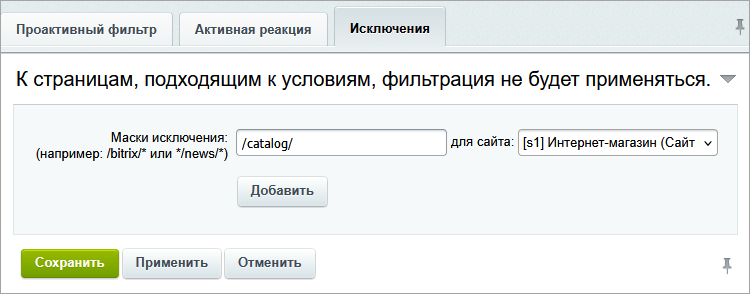 Проактивный фильтр
Активная реакция
Исключения
К страницам, подходящим к условиям, фильтрация не будет применяться.
Маски исключения:
(например: /bitrix/* или */news/*)
/catalog/
для сайта:
[s1] Интернет-магазин (Сайт
Добавить
Сохранить
Применить
Отменить